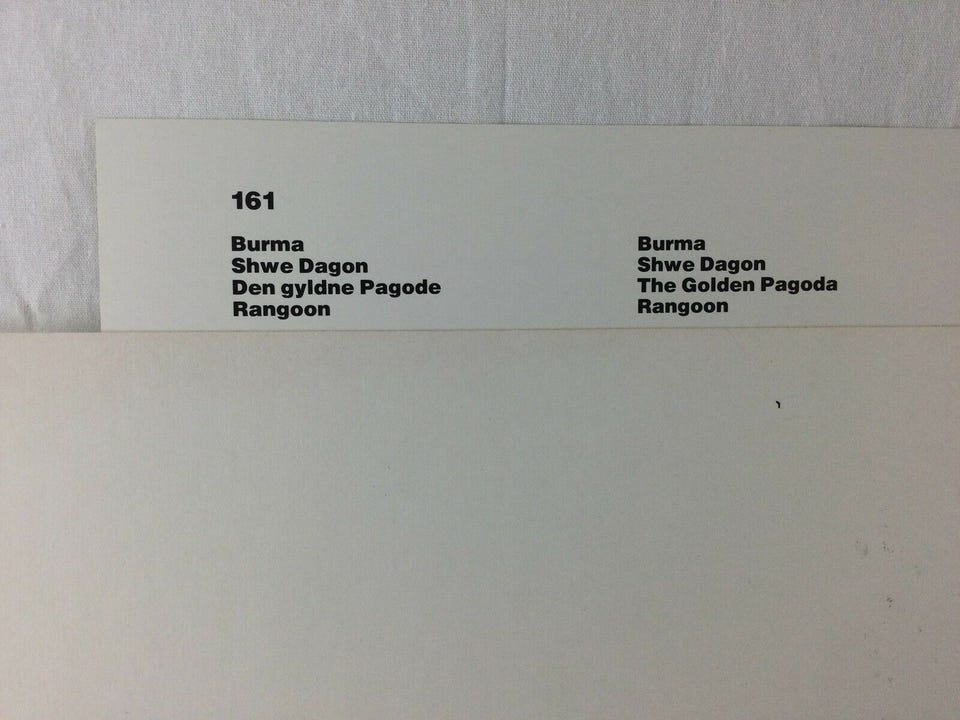 161
Burma
Shwe Dagon
Den gyldne Pagode
Rangoon
Burma
Shwe Dagon
The Golden Pagoda
Rangoon